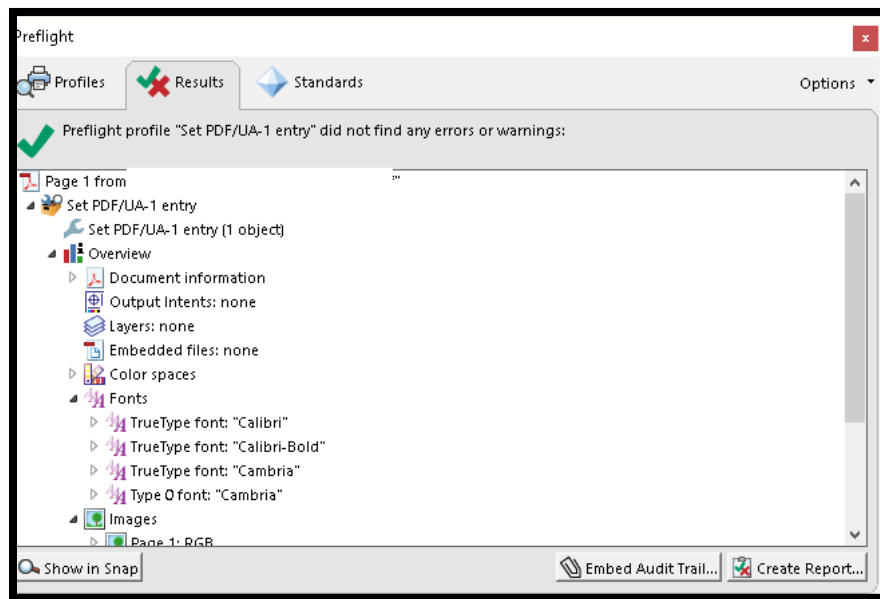 Preflight
x
Profiles
Results
Standards
Options
Preflight profile "Set PDF/UA-1 entry" did not find any errors or warnings:
Page 1 from "
Set PDF/UA-1 entry
Set PDF/UA-1 entry (1 object)
Overview
Document information
Output Intents: none
Layers: none
Embedded files: none
Color spaces
Fonts
TrueType font: "Calibri"
TrueType font: "Calibri-Bold"
TrueType font: "Cambria"
Type 0 font: "Cambria"
Images
Page 1: RGB
Show in Snap
Embed Audit Trail...
Create Report...